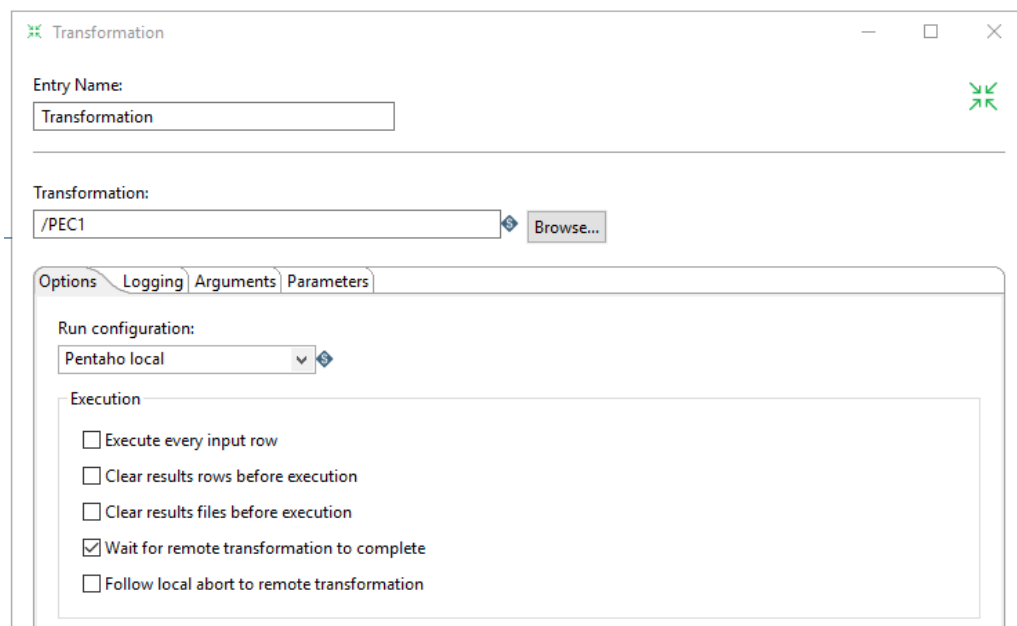 Transformation
Entry Name:
Transformation
Transformation:
/PEC1
Browse...
Options Logging Arguments Parameters
Run configuration:
Pentaho local
Execution
Execute every input row
Clear results rows before execution
Clear results files before execution
Wait for remote transformation to complete
Follow local abort to remote transformation